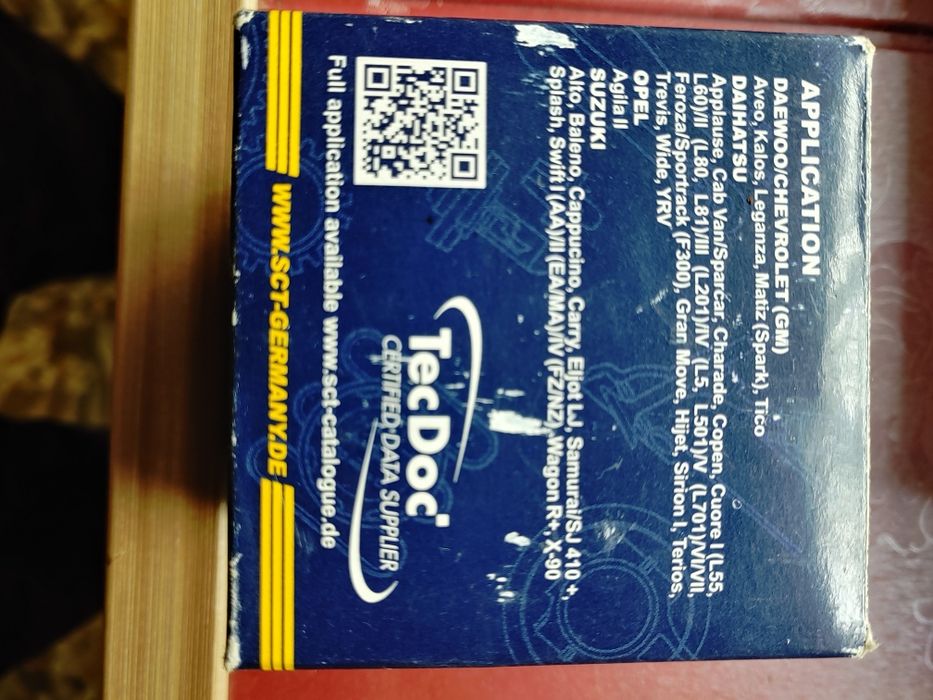 APPLICATION
DAEWOO/CHEVROLET (GM)
Aveo, Kalos, Leganza, Matiz (Spark), Tico
DAIHATSU
Applause, Cab Van/Sparcar, Charade, Copen, Cuore I (L55,
L60)/II (L80, L81)/III (L201)/IV (L5, L501)/V (L701)/VI/VII,
Feroza/Sportrack (F300), Gran Move, Hijet, Sirion I, Terios,
Trevis, Wide, YRV
OPEL
Agila II
SUZUKI
Alto, Baleno, Cappucino, Carry, Eljot LJ, Samurai/SJ 410 +,
Splash, Swift I (AA)/II (EA/MA)/IV (FZ/NZ), Wagon R+, X-90
TecDoc
CERTIFIED DATA SUPPLIER
Full application available www.sct-catalogue.de
WWW.SCT-GERMANY.DE